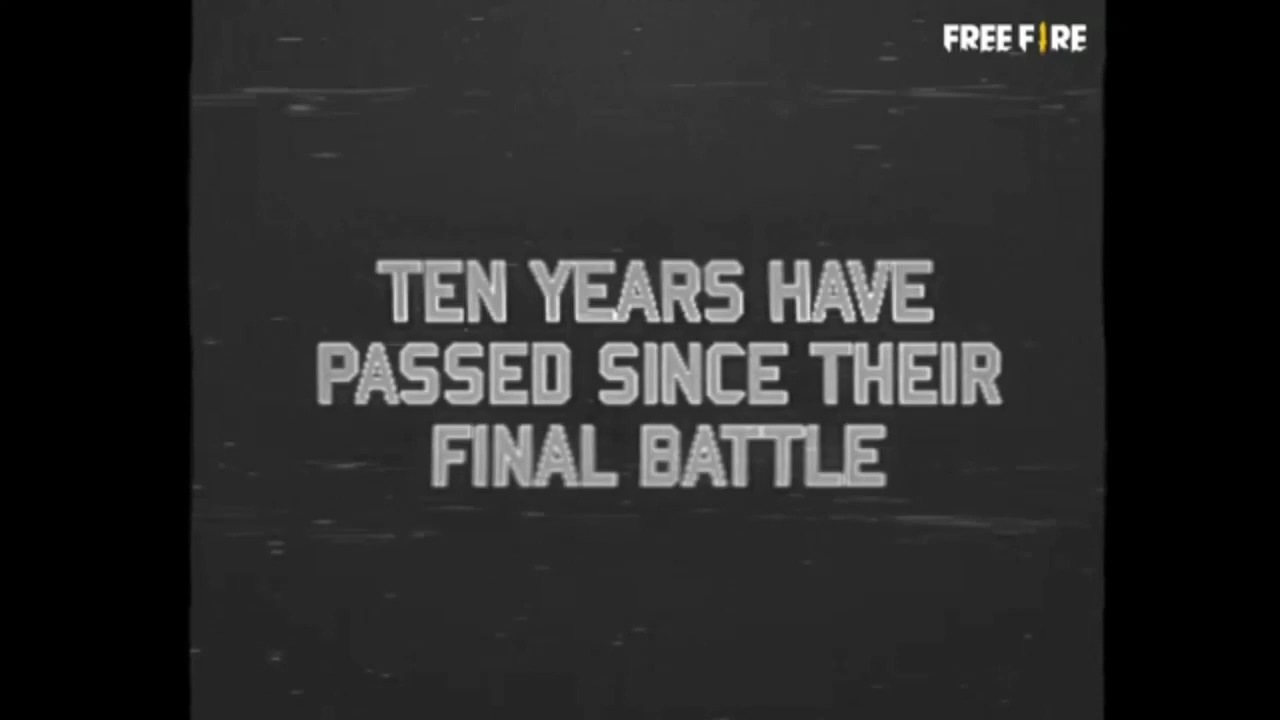 FREE FIRE
TEN YEARS HAVE
PASSED SINCE THEIR
FINAL BATTLE